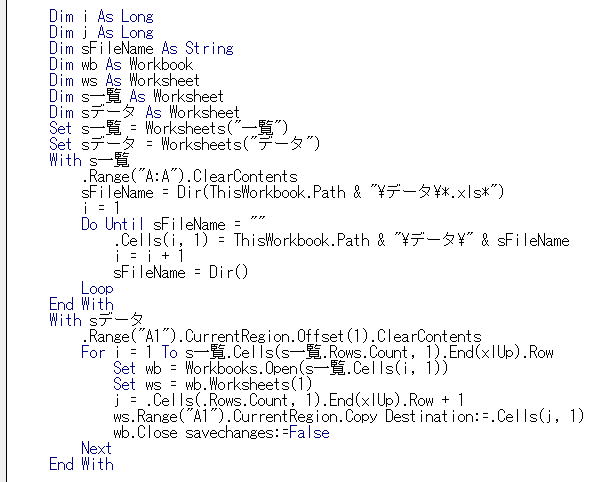 Dim i As Long
Dim j As Long
Dim sFileName As String
Dim wb As Workbook
Dim ws As Worksheet
Dim s一覧 As Worksheet
Dim sデータ As Worksheet
Set s一覧 = Worksheets("一覧")
Set sデータ = Worksheets("データ")
With s一覧
    .Range("A:A").ClearContents
    sFileName = Dir(ThisWorkbook.Path & "\データ\*.xls*")
    i = 1
    Do Until sFileName = ""
        .Cells(i, 1) = ThisWorkbook.Path & "\データ\" & sFileName
        i = i + 1
        sFileName = Dir()
    Loop
End With
With sデータ
    .Range("A1").CurrentRegion.Offset(1).ClearContents
    For i = 1 To s一覧.Cells(s一覧.Rows.Count, 1).End(xlUp).Row
        Set wb = Workbooks.Open(s一覧.Cells(i, 1))
        Set ws = wb.Worksheets(1)
        j = .Cells(.Rows.Count, 1).End(xlUp).Row + 1
        ws.Range("A1").CurrentRegion.Copy Destination:=.Cells(j, 1)
        wb.Close savechanges:=False
    Next
End With